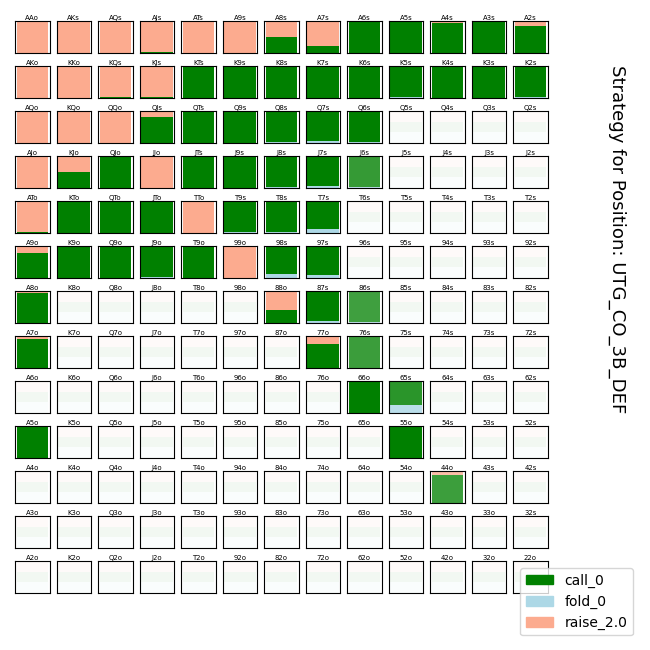 AAo AKs AQs AJs ATs A9s A8s A7s A6s A5s A4s A3s A2s
AKo KKo KQs KJs KTs K9s K8s K7s K6s K5s K4s K3s K2s
AQo KQo QQo QJs QTs Q9s Q8s Q7s Q6s Q5s Q4s Q3s Q2s
AJo KJo QJo JJo JTs J9s J8s J7s J6s J5s J4s J3s J2s
ATo KTo QTo JTo TTo T9s T8s T7s T6s T5s T4s T3s T2s
A9o K9o Q9o J9o T9o 99o 98s 97s 96s 95s 94s 93s 92s
A8o K8o Q8o J8o T8o 98o 88o 87s 86s 85s 84s 83s 82s
A7o K7o Q7o J7o T7o 97o 87o 77o 76s 75s 74s 73s 72s
A6o K6o Q6o J6o T6o 96o 86o 76o 66o 65s 64s 63s 62s
A5o K5o Q5o J5o T5o 95o 85o 75o 65o 55o 54s 53s 52s
A4o K4o Q4o J4o T4o 94o 84o 74o 64o 54o 44o 43s 42s
A3o K3o Q3o J3o T3o 93o 83o 73o 63o 53o 43o 33o 32s
A2o K2o Q2o J2o T2o 92o 82o 72o 62o 52o 42o 32o 22o
Strategy for Position: UTG_CO_3B_DEF
call_0
fold_0
raise_2.0